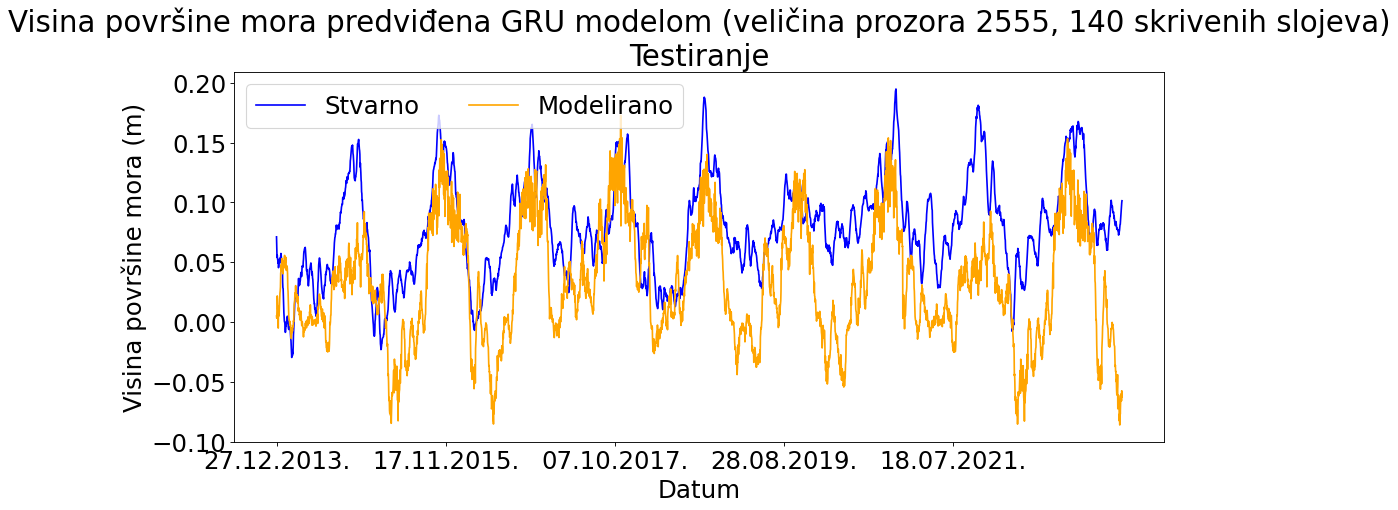 Visina površine mora predviđena GRU modelom (veličina prozora 2555, 140 skrivenih slojeva)
Testiranje
Stvarno
Modelirano
Visina površine mora (m)
0.20
0.15
0.10
0.05
0.00
−0.05
−0.10
27.12.2013.
17.11.2015.
07.10.2017.
28.08.2019.
18.07.2021.
Datum